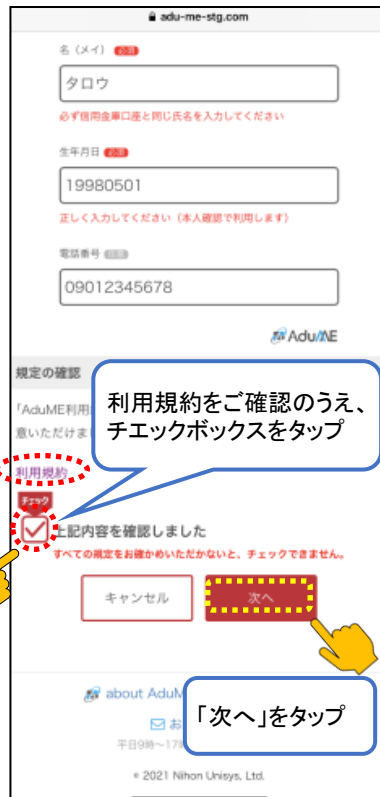 adu-me-stg.com
名（メイ） 必須
タロウ
必ず信用金庫口座と同じ氏名を入力してください
生年月日 必須
19980501
正しく入力してください（本人確認で利用します）
電話番号 任意
09012345678
AduME
規定の確認
利用規約をご確認のうえ、
チエックボックスをタップ
「AduME利用
意いただけま
利用規約
チェック
上記内容を確認しました
すべての規定をお確かめいただかないと、チェックできません。
キャンセル
次へ
about AduM
「次へ」をタップ
お
平日9時〜17
© 2021 Nihon Unisys, Ltd.